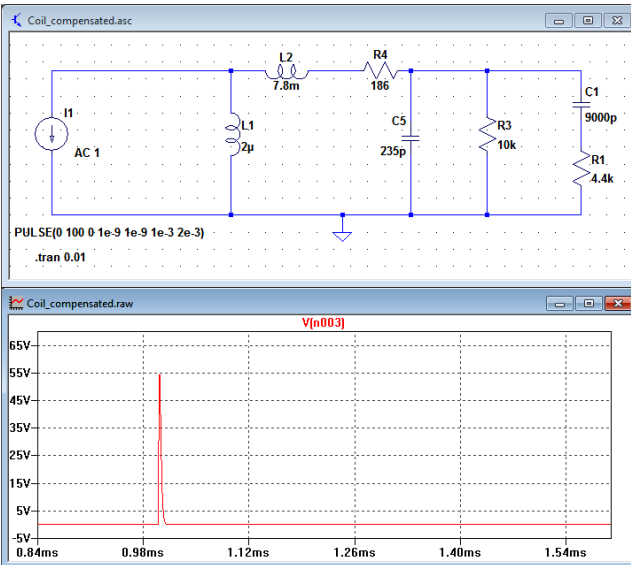 Coil_compensated.asc
L2
7.8m
R4
186
I1
AC 1
L1
2µ
C5
235p
R3
10k
C1
9000p
R1
4.4k
PULSE(0 100 0 1e-9 1e-9 1e-3 2e-3)
.tran 0.01
Coil_compensated.raw
V(n003)
65V
55V
45V
35V
25V
15V
5V
-5V
0.84ms 0.98ms 1.12ms 1.26ms 1.40ms 1.54ms